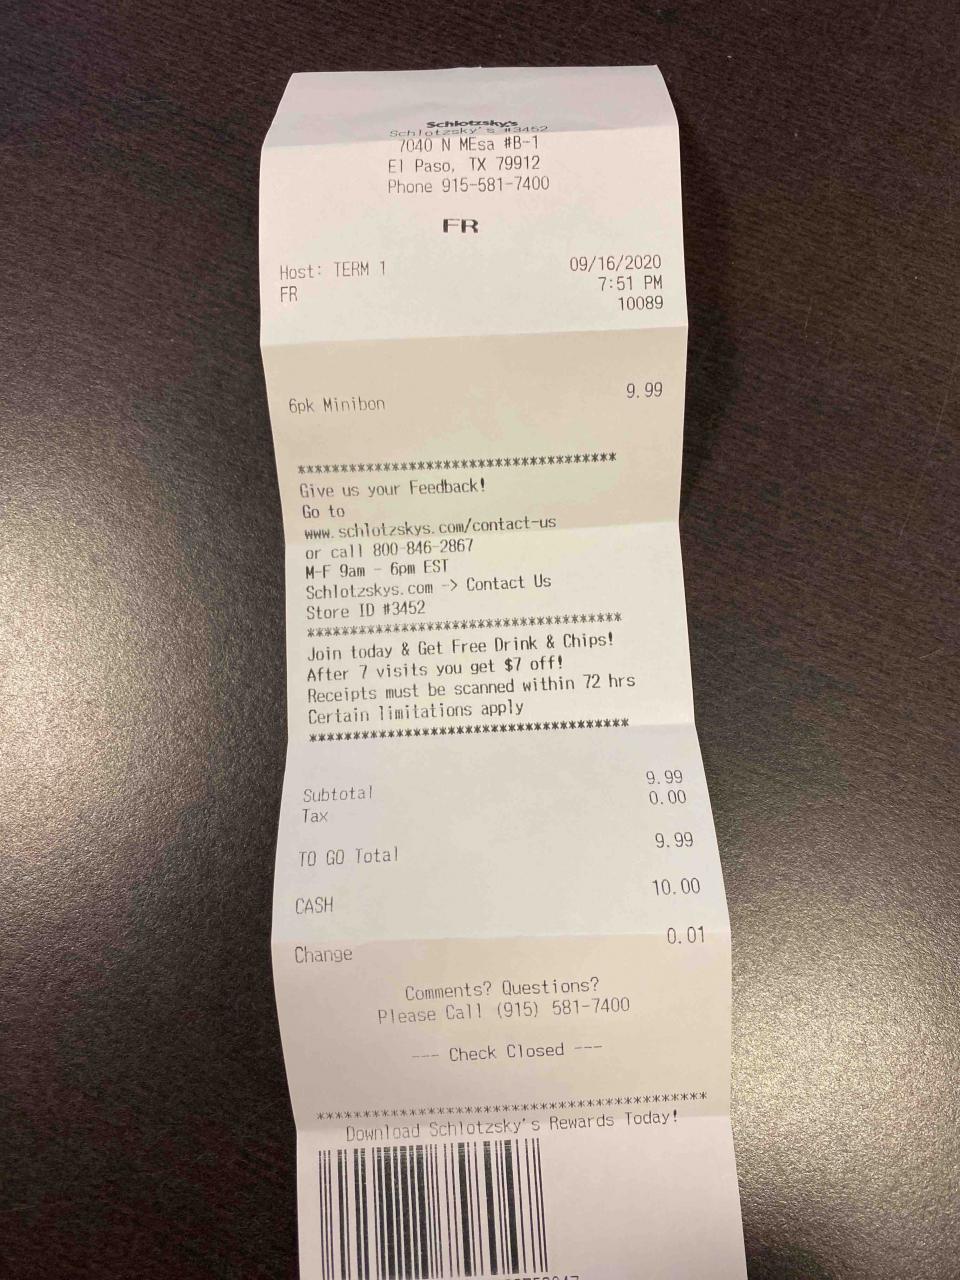 Schlotzsky's
Schlotzsky's #3452
7040 N MEsa #B-1
El Paso, TX 79912
Phone 915-581-7400
FR
Host: TERM 1 09/16/2020
FR 7:51 PM
10089
6pk Minibon 9.99
*************************************
Give us your Feedback!
Go to
www.schlotzskys.com/contact-us
or call 800-846-2867
M-F 9am - 6pm EST
Schlotzskys.com -> Contact Us
Store ID #3452
*************************************
Join today & Get Free Drink & Chips!
After 7 visits you get $7 off!
Receipts must be scanned within 72 hrs
Certain limitations apply
*************************************
Subtotal 9.99
Tax 0.00
TO GO Total 9.99
CASH 10.00
Change 0.01
Comments? Questions?
Please Call (915) 581-7400
--- Check Closed ---
******************************************
Download Schlotzsky's Rewards Today!